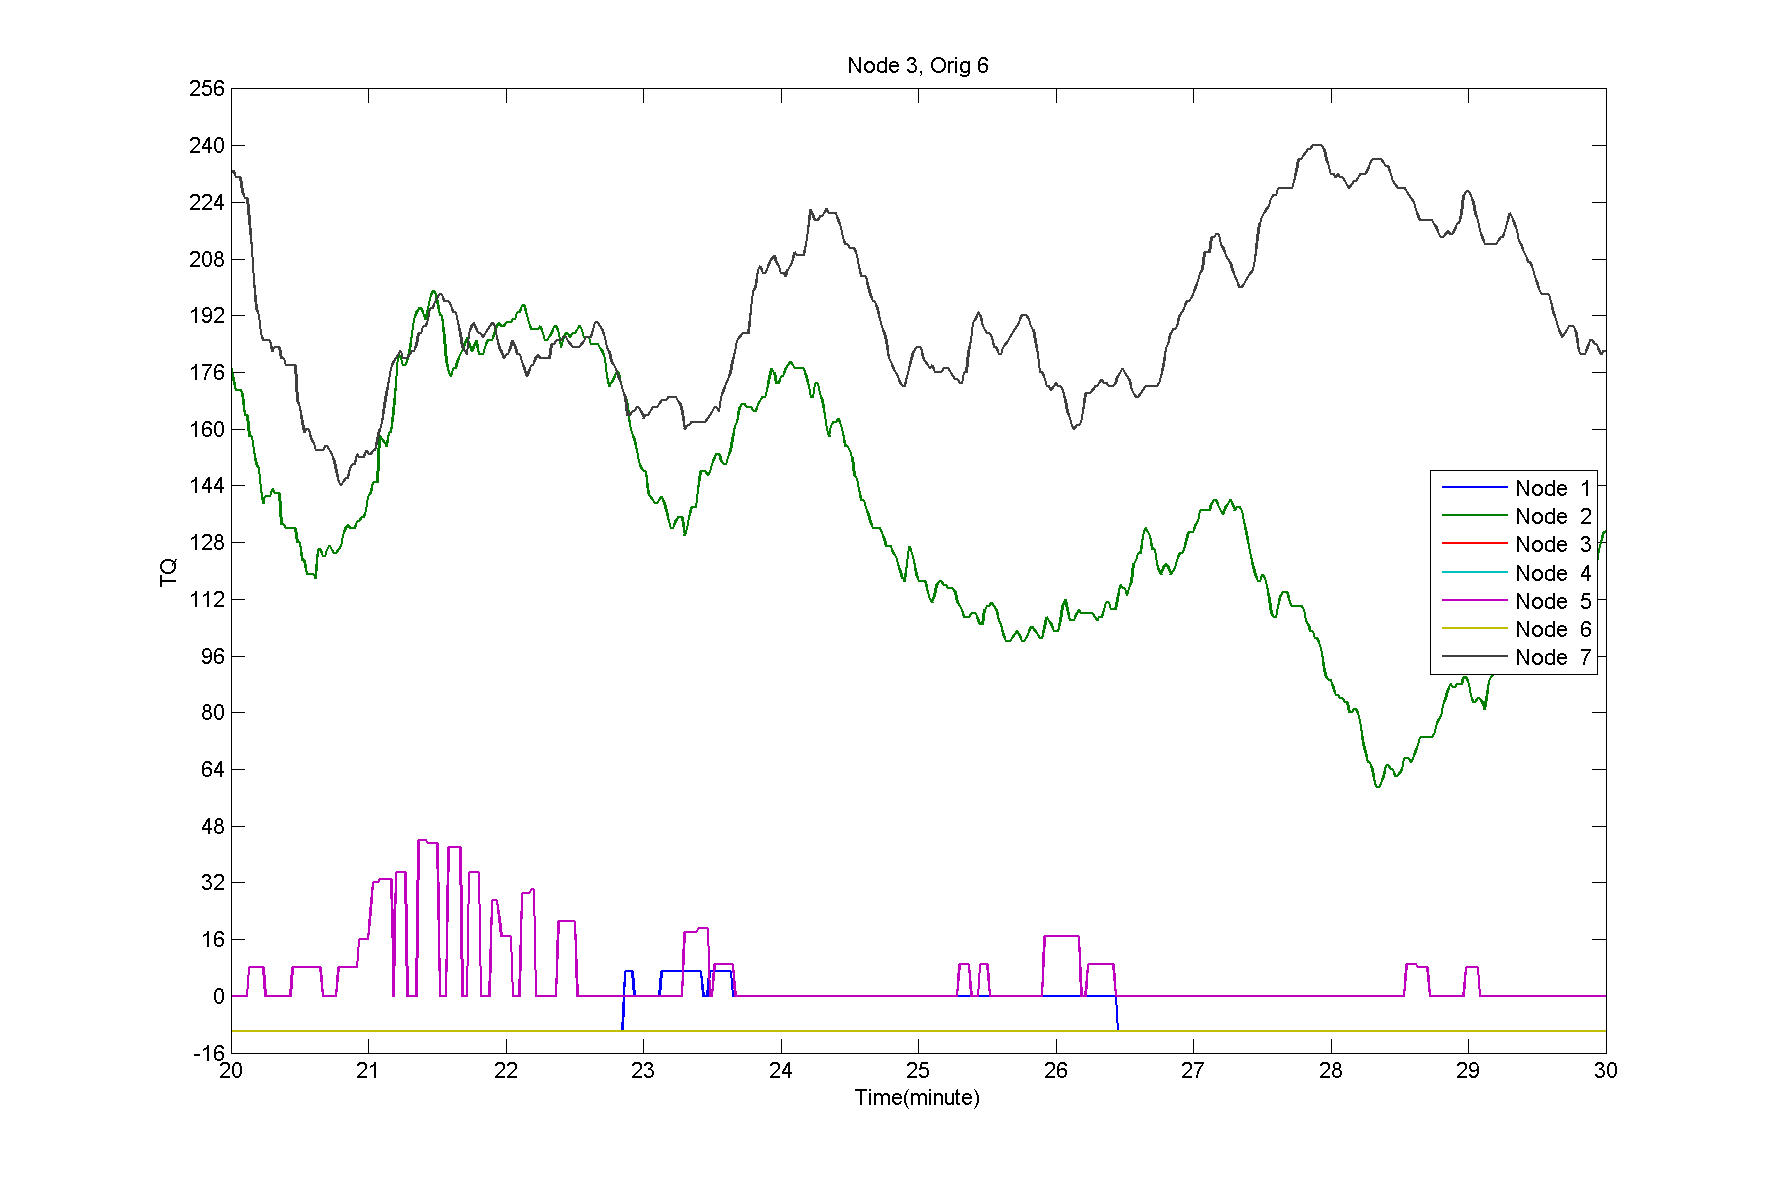 Node 3, Orig 6
256
240
224
208
192
176
160
144
128
112
96
80
64
48
32
16
0
-16
TQ
Node 1
Node 2
Node 3
Node 4
Node 5
Node 6
Node 7
20 21 22 23 24 25 26 27 28 29 30
Time(minute)